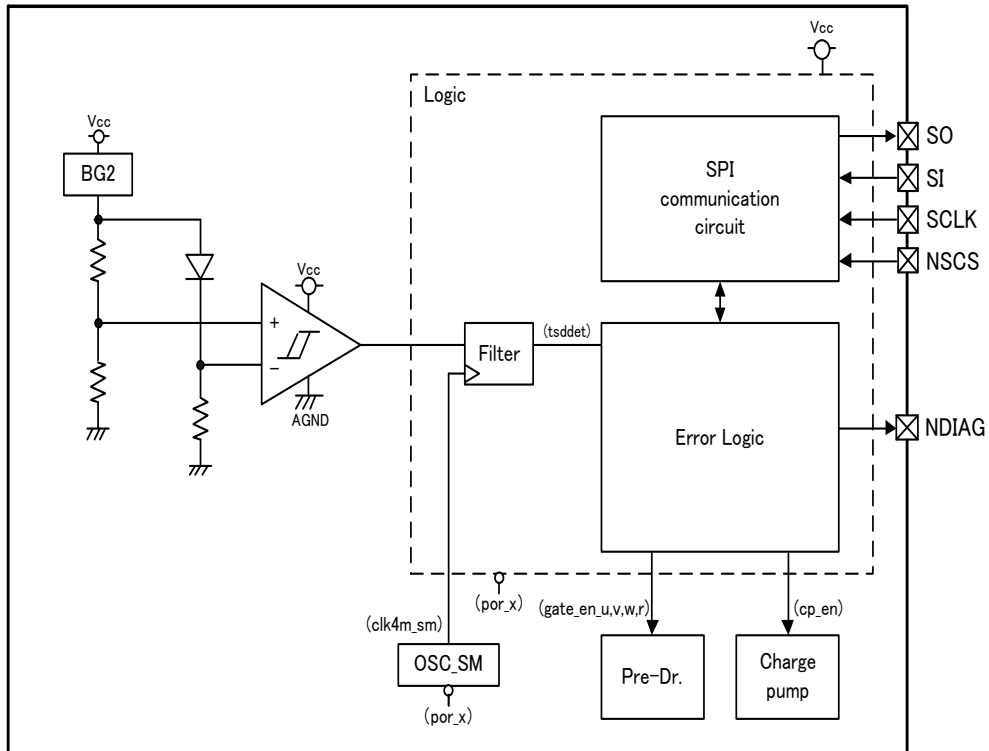 Vcc
Logic
SO
Vcc
SPI
communication
circuit
SI
BG2
SCLK
NSCS
Vcc
+
(tsddet)
Filter
−
AGND
Error Logic
NDIAG
(por_x)
(gate_en_u,v,w,r)
(cp_en)
(clk4m_sm)
OSC_SM
Pre-Dr.
Charge
pump
(por_x)